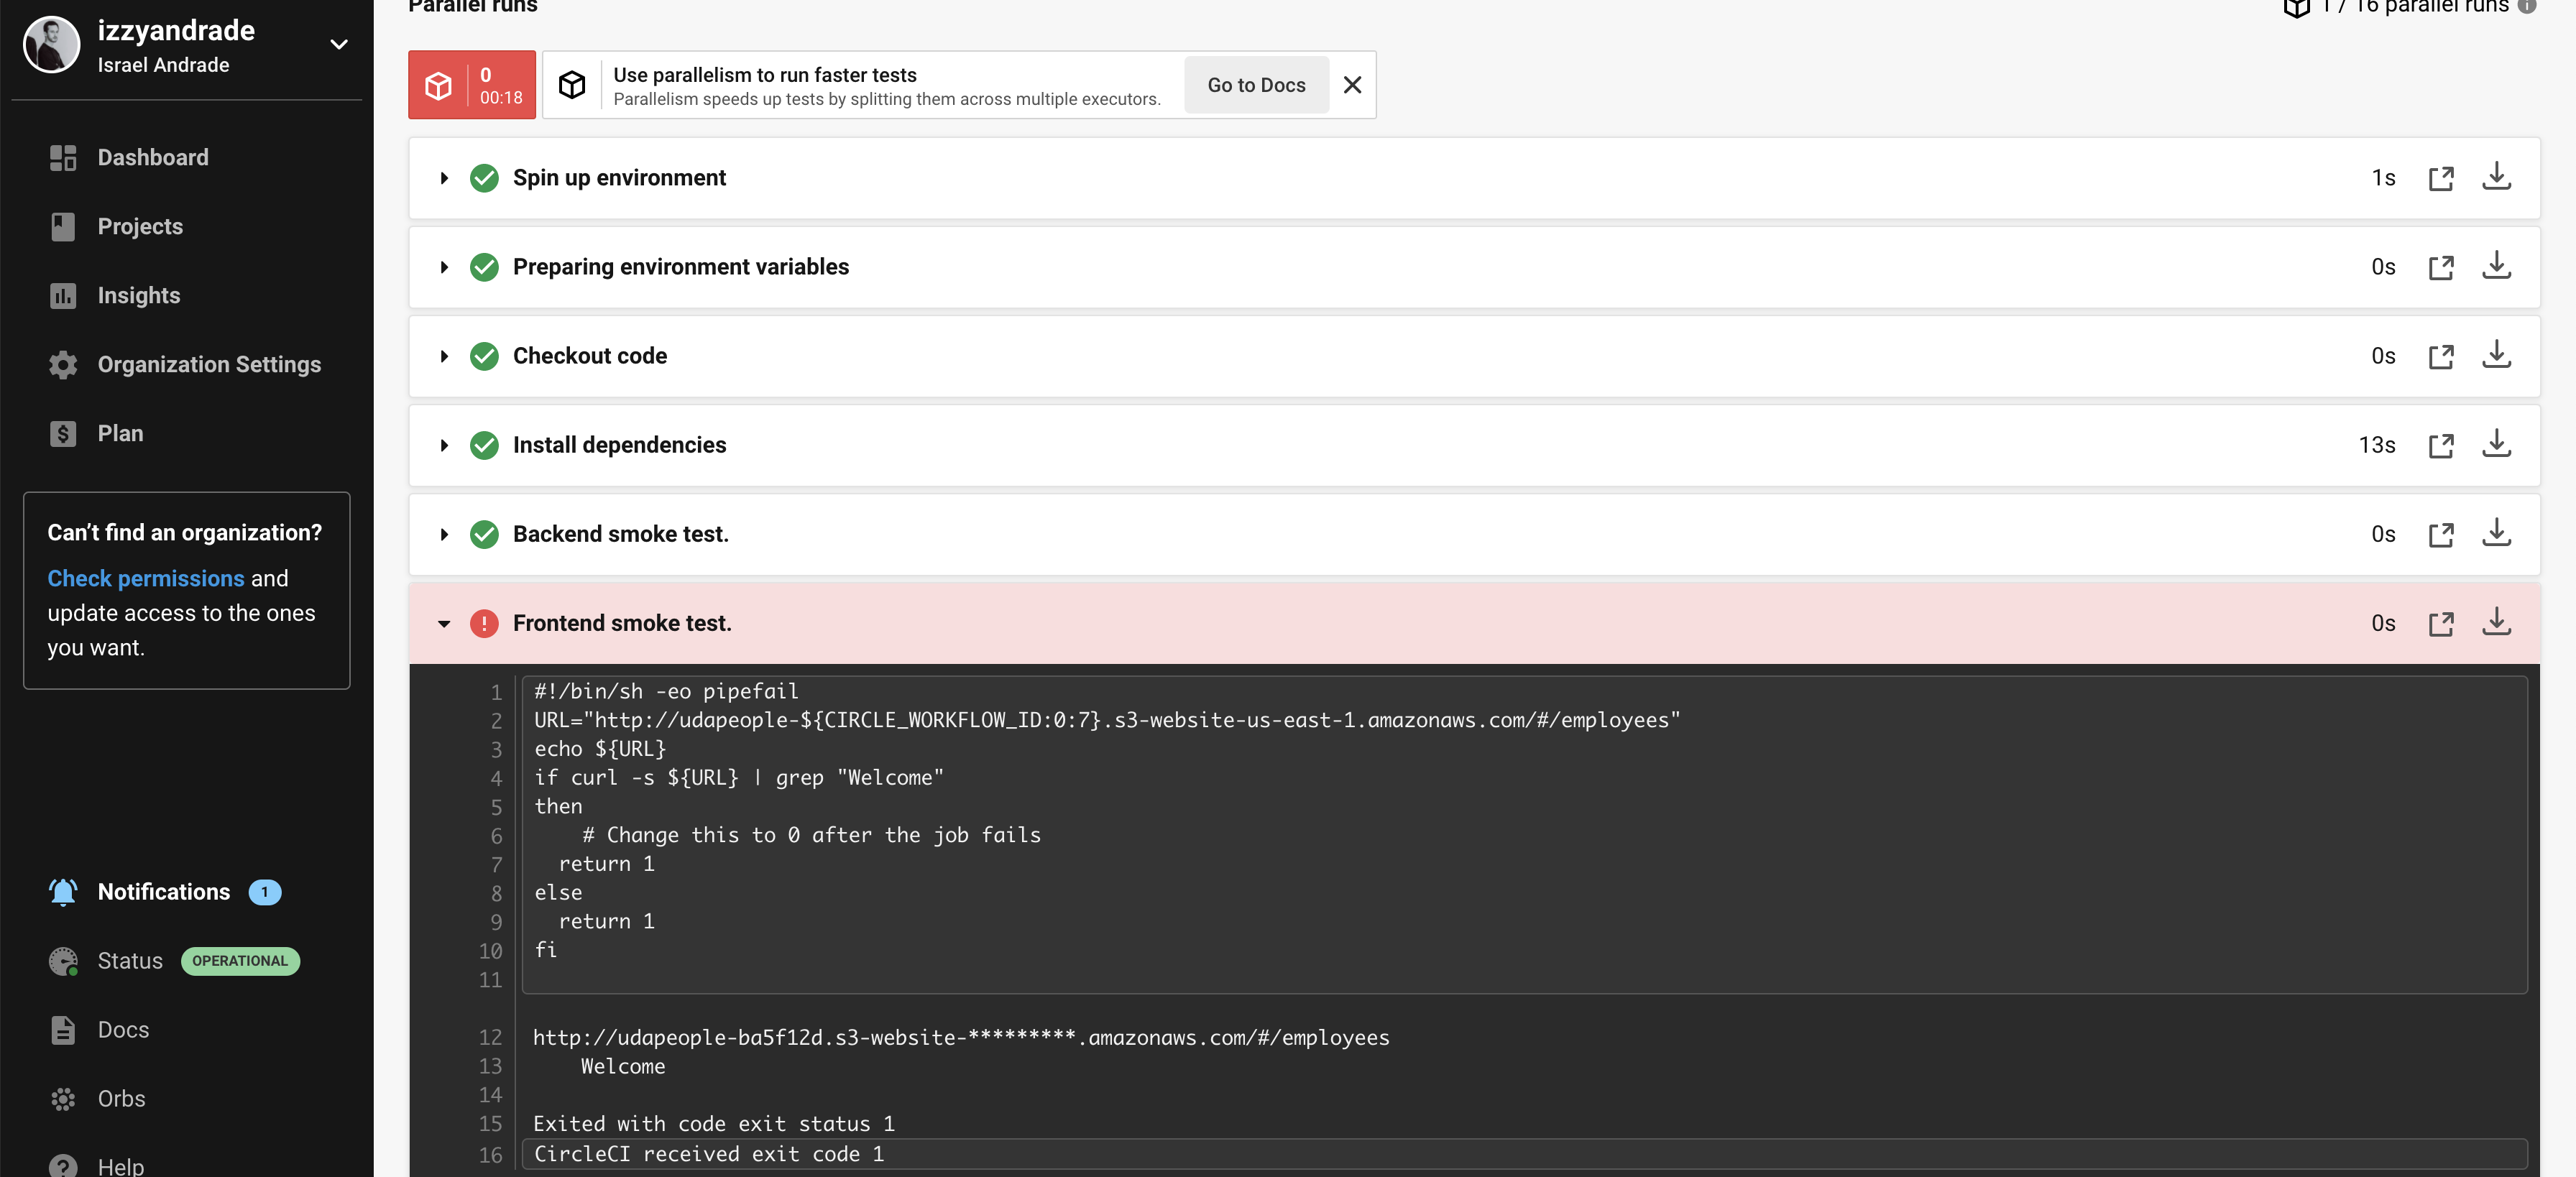 izzyandrade
Israel Andrade
Dashboard
Projects
Insights
Organization Settings
Plan
Can’t find an organization?
Check permissions and
update access to the ones
you want.
Notifications 1
Status OPERATIONAL
Docs
Orbs
Help
Parallel runs
1 / 16 parallel runs
0
00:18
Use parallelism to run faster tests
Parallelism speeds up tests by splitting them across multiple executors.
Go to Docs
Spin up environment 1s
Preparing environment variables 0s
Checkout code 0s
Install dependencies 13s
Backend smoke test. 0s
Frontend smoke test. 0s
1 #!/bin/sh -eo pipefail
2 URL="http://udapeople-${CIRCLE_WORKFLOW_ID:0:7}.s3-website-us-east-1.amazonaws.com/#/employees"
3 echo ${URL}
4 if curl -s ${URL} | grep "Welcome"
5 then
6     # Change this to 0 after the job fails
7   return 1
8 else
9   return 1
10 fi
11
12 http://udapeople-ba5f12d.s3-website-*********.amazonaws.com/#/employees
13     Welcome
14
15 Exited with code exit status 1
16 CircleCI received exit code 1